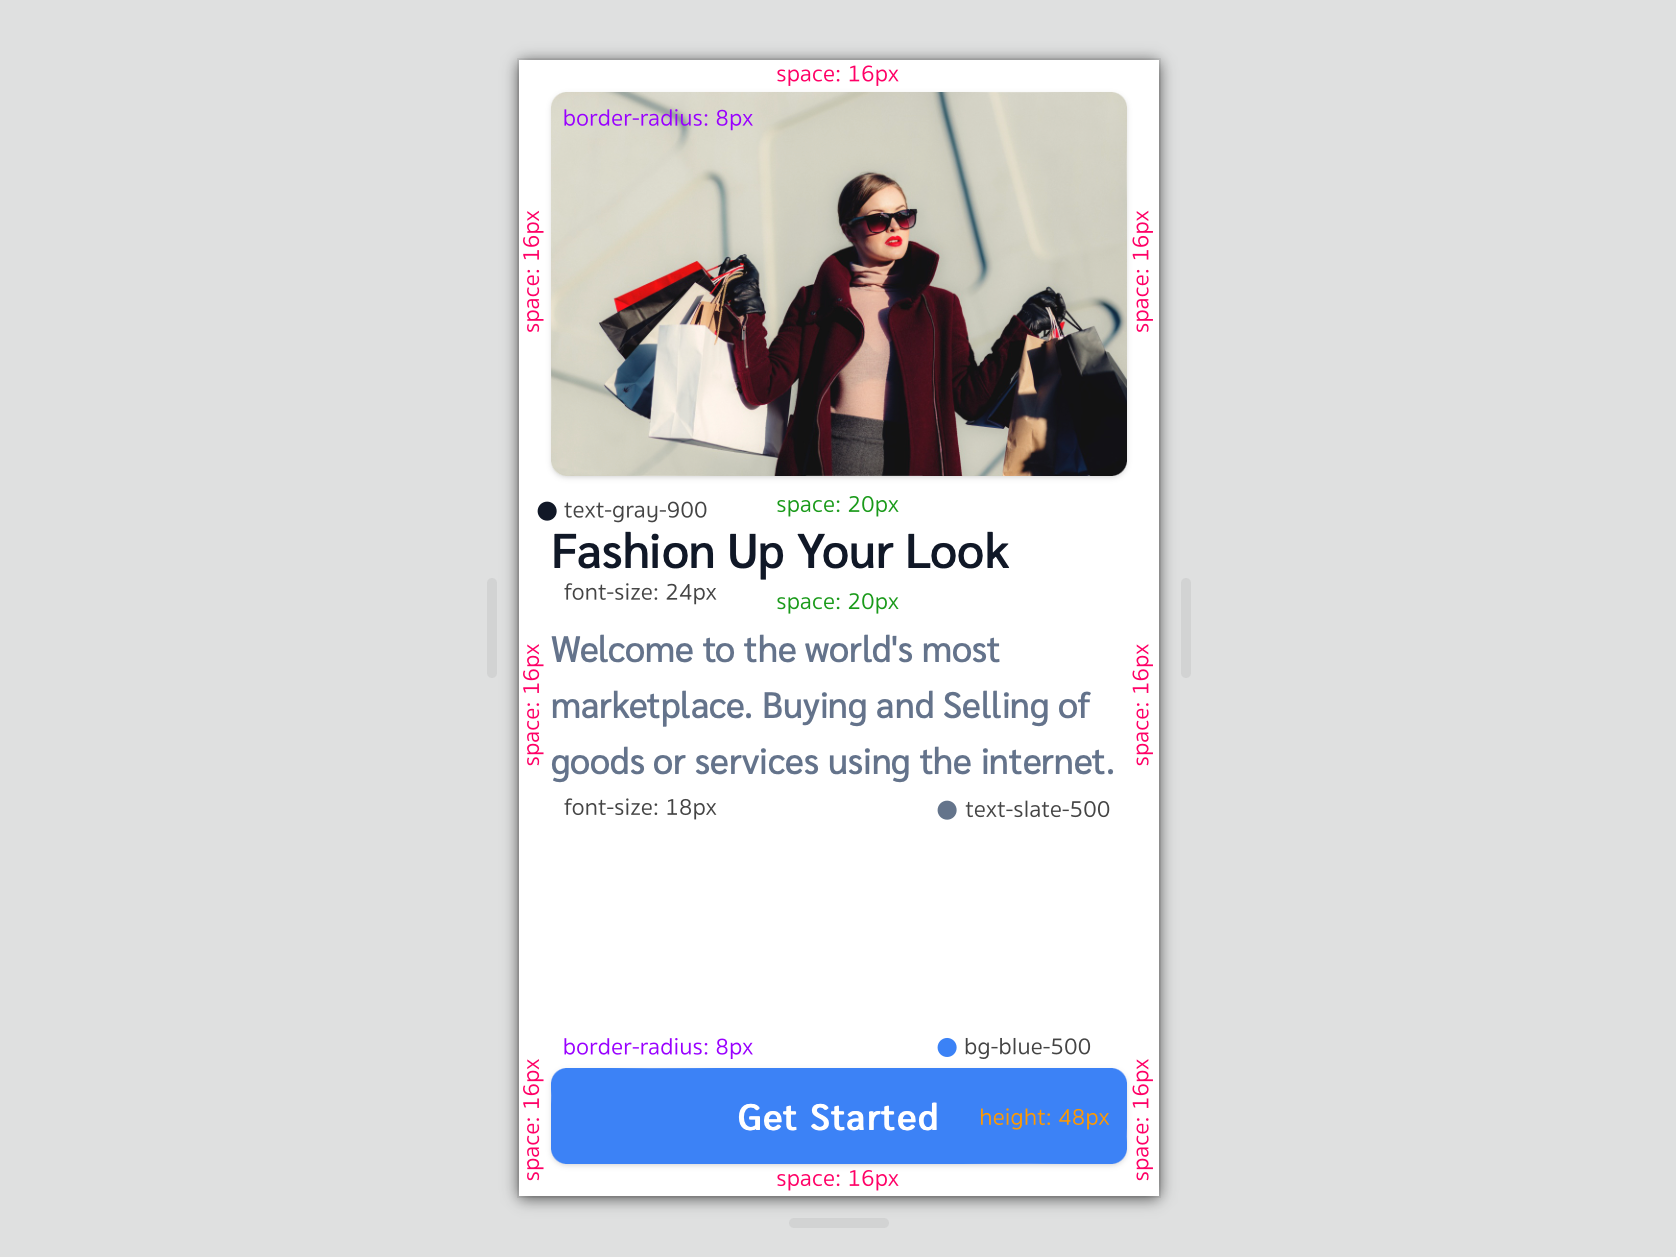 space: 16px
border-radius: 8px
space: 16px
space: 16px
text-gray-900
space: 20px
Fashion Up Your Look
font-size: 24px
space: 20px
Welcome to the world's most
marketplace. Buying and Selling of
goods or services using the internet.
space: 16px
space: 16px
font-size: 18px
text-slate-500
border-radius: 8px
bg-blue-500
space: 16px
Get Started
height: 48px
space: 16px
space: 16px